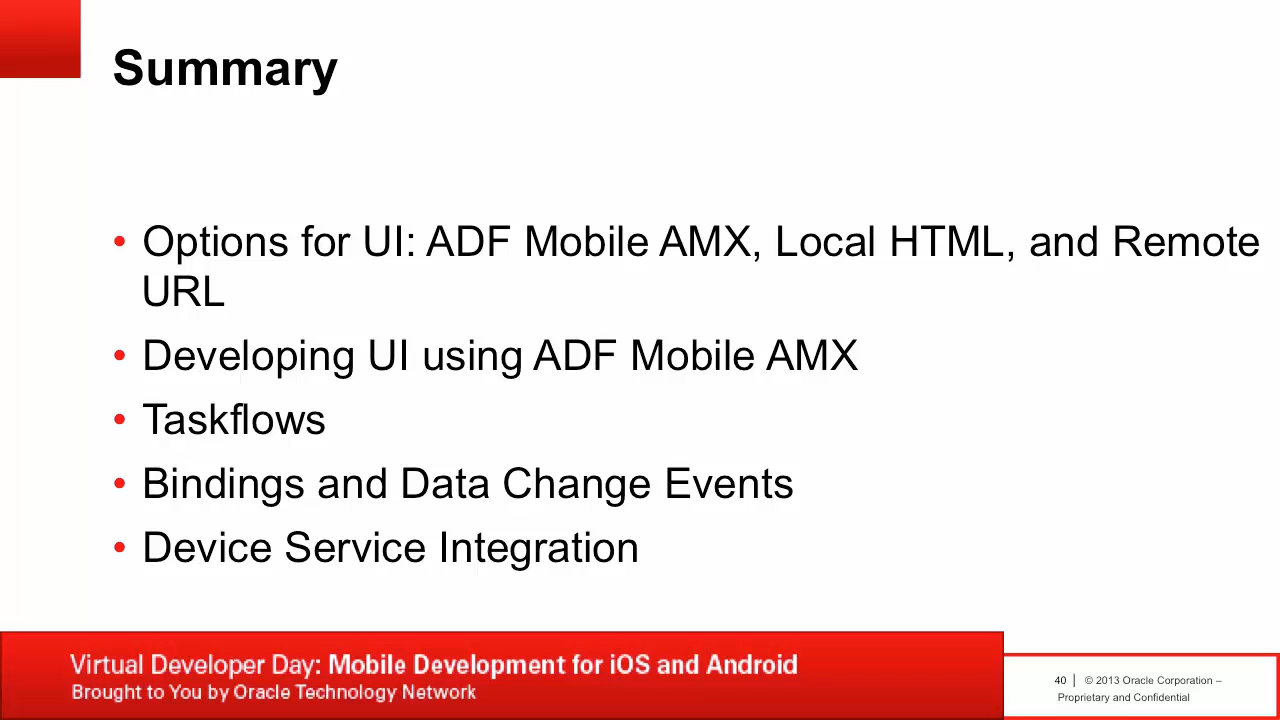 Summary
• Options for UI: ADF Mobile AMX, Local HTML, and Remote
URL
• Developing UI using ADF Mobile AMX
• Taskflows
• Bindings and Data Change Events
• Device Service Integration
Virtual Developer Day: Mobile Development for iOS and Android
Brought to You by Oracle Technology Network
40 | © 2013 Oracle Corporation –
Proprietary and Confidential